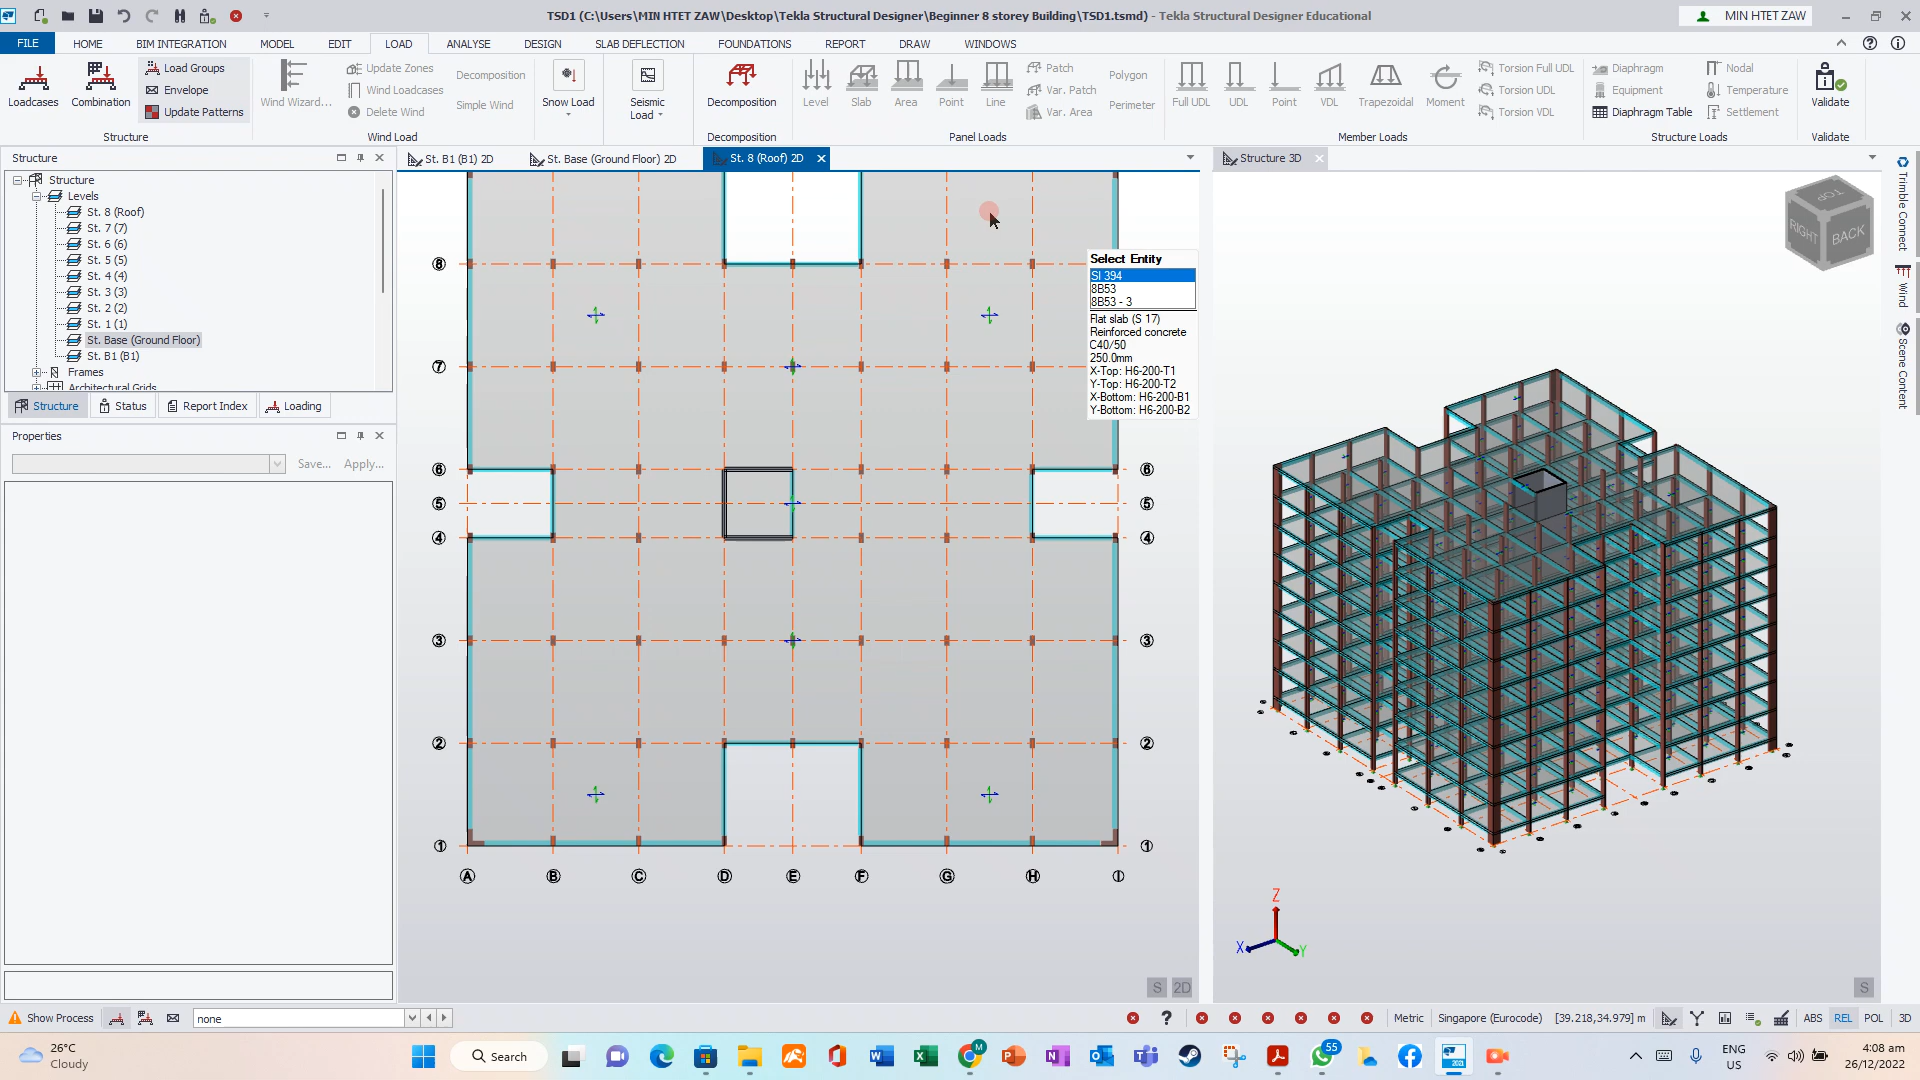 TSD1 (C:\Users\MIN HTET ZAW\Desktop\Tekla Structural Designer\Beginner 8 storey Building\TSD1.tsmd) - Tekla Structural Designer Educational
MIN HTET ZAW
FILE HOME BIM INTEGRATION MODEL EDIT LOAD ANALYSE DESIGN SLAB DEFLECTION FOUNDATIONS REPORT DRAW WINDOWS
Loadcases
Combination
Load Groups
Envelope
Update Patterns
Structure
Wind Wizard...
Update Zones
Wind Loadcases
Delete Wind
Decomposition
Simple Wind
Wind Load
Snow Load
Seismic
Load
Decomposition
Decomposition
Level
Slab
Area
Point
Line
Patch
Var. Patch
Var. Area
Polygon
Perimeter
Panel Loads
Full UDL
UDL
Point
VDL
Trapezoidal
Moment
Torsion Full UDL
Torsion UDL
Torsion VDL
Member Loads
Diaphragm
Equipment
Diaphragm Table
Nodal
Temperature
Settlement
Structure Loads
Validate
Validate
Structure
Structure
Levels
St. 8 (Roof)
St. 7 (7)
St. 6 (6)
St. 5 (5)
St. 4 (4)
St. 3 (3)
St. 2 (2)
St. 1 (1)
St. Base (Ground Floor)
St. B1 (B1)
Frames
Architectural Grids
Structure Status Report Index Loading
Properties
Save... Apply...
St. B1 (B1) 2D St. Base (Ground Floor) 2D St. 8 (Roof) 2D
Select Entity
SI 394
8B53
8B53 - 3
Flat slab (S 17)
Reinforced concrete
C40/50
250.0mm
X-Top: H6-200-T1
Y-Top: H6-200-T2
X-Bottom: H6-200-B1
Y-Bottom: H6-200-B2
8
7
6 6
5 5
4 4
3 3
2 2
1 1
A B C D E F G H I
S 2D
Structure 3D
TOP
RIGHT
BACK
Z
X
Y
S
Trimble Connect
Wind
Scene Content
Show Process
none
Metric
Singapore (Eurocode)
[39.218,34.979] m
ABS REL POL 3D
26°C
Cloudy
Search
M
55
2021
ENG
US
4:08 am
26/12/2022